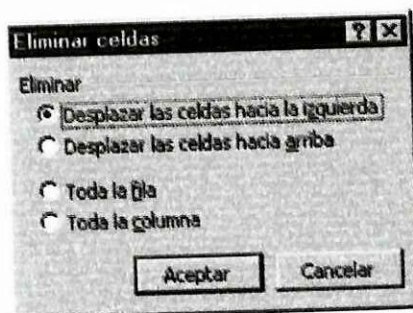 Eliminar celdas
Eliminar
Desplazar las celdas hacia la izquierda
Desplazar las celdas hacia arriba
Toda la fila
Toda la columna
Aceptar
Cancelar